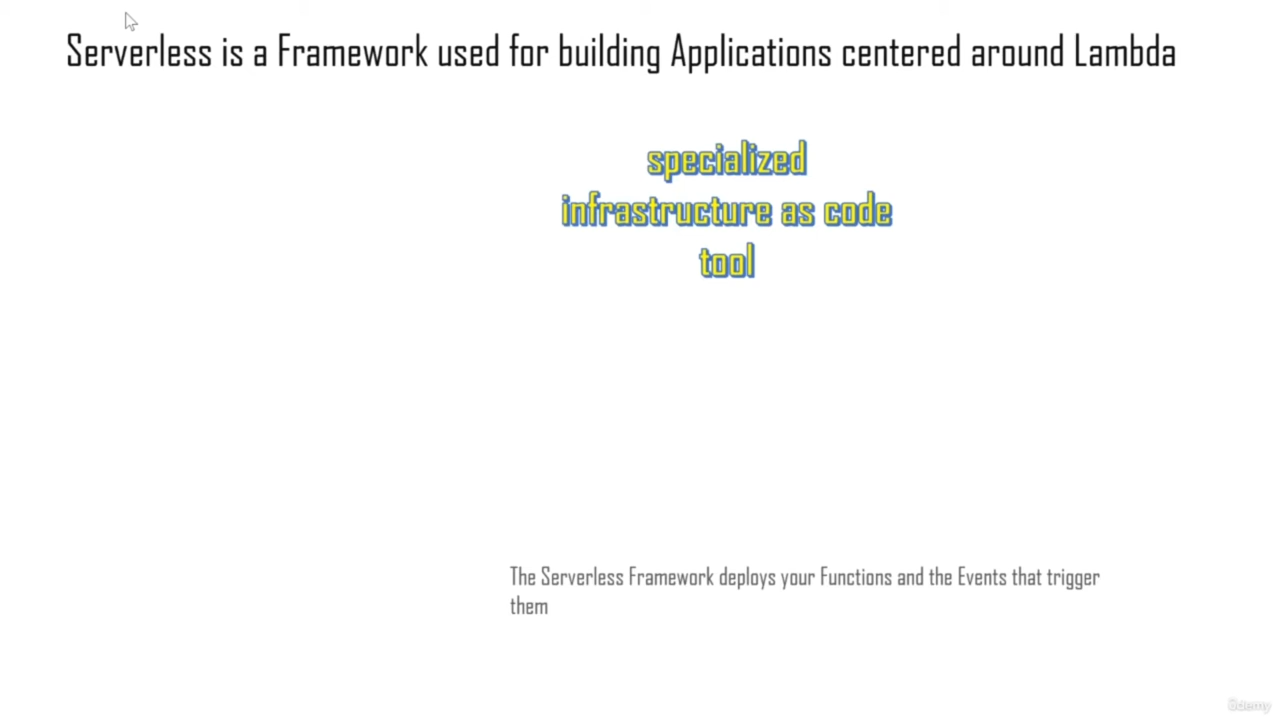 Serverless is a Framework used for building Applications centered around Lambda
specialized
infrastructure as code
tool
The Serverless Framework deploys your Functions and the Events that trigger
them
ûdemy